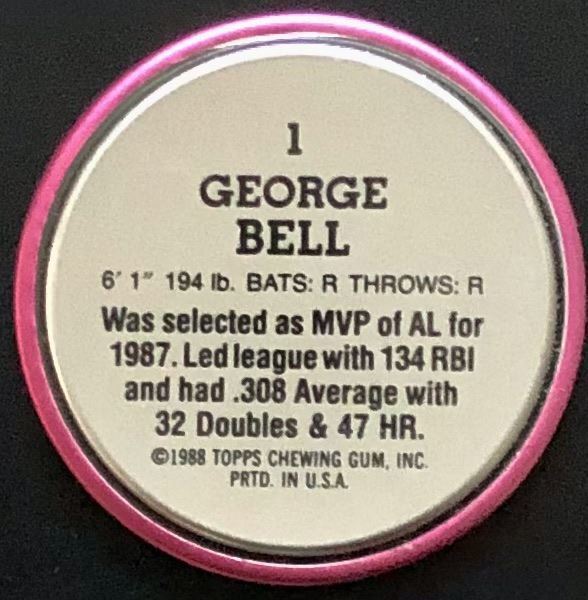 1
GEORGE
BELL
6' 1" 194 lb. BATS: R THROWS: R
Was selected as MVP of AL for
1987. Led league with 134 RBI
and had .308 Average with
32 Doubles & 47 HR.
©1988 TOPPS CHEWING GUM, INC.
PRTD. IN U.S.A.